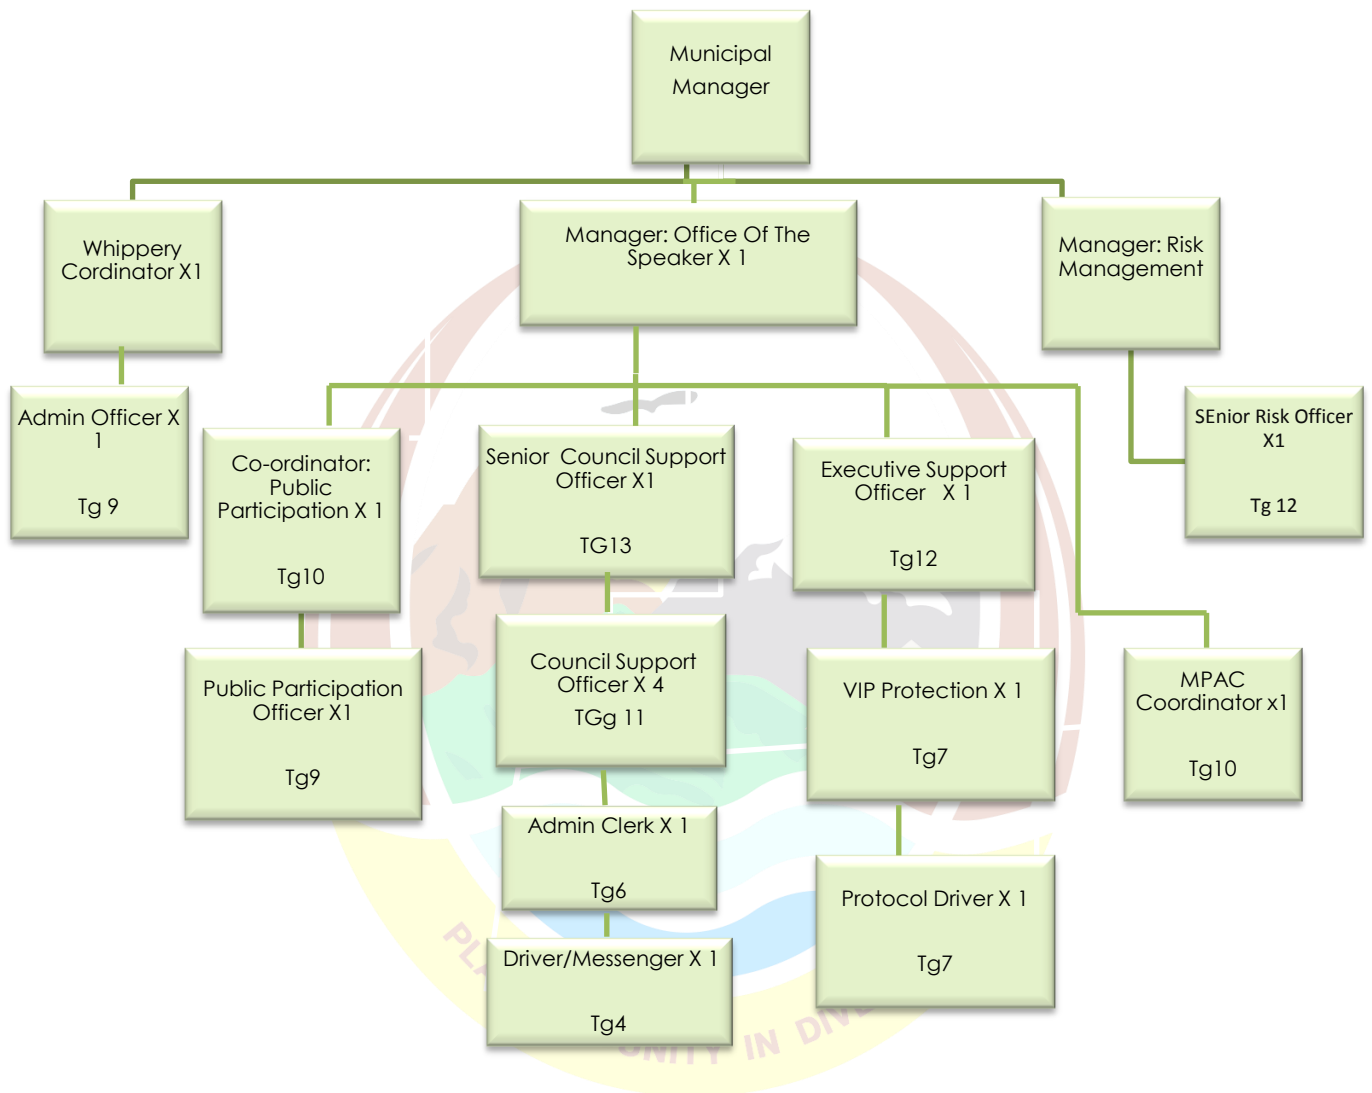 Municipal
Manager
Whippery
Cordinator X1
Manager: Office Of The
Speaker X 1
Manager: Risk
Management
Admin Officer X
1
Tg 9
Co-ordinator:
Public
Participation X 1
Tg10
Senior  Council Support
Officer X1
TG13
Executive Support
Officer   X 1
Tg12
SEnior Risk Officer
X1
Tg 12
Public Participation
Officer X1
Tg9
Council Support
Officer X 4
TGg 11
VIP Protection X 1
Tg7
MPAC
Coordinator x1
Tg10
Admin Clerk X 1
Tg6
Protocol Driver X 1
Tg7
Driver/Messenger X 1
Tg4
IN